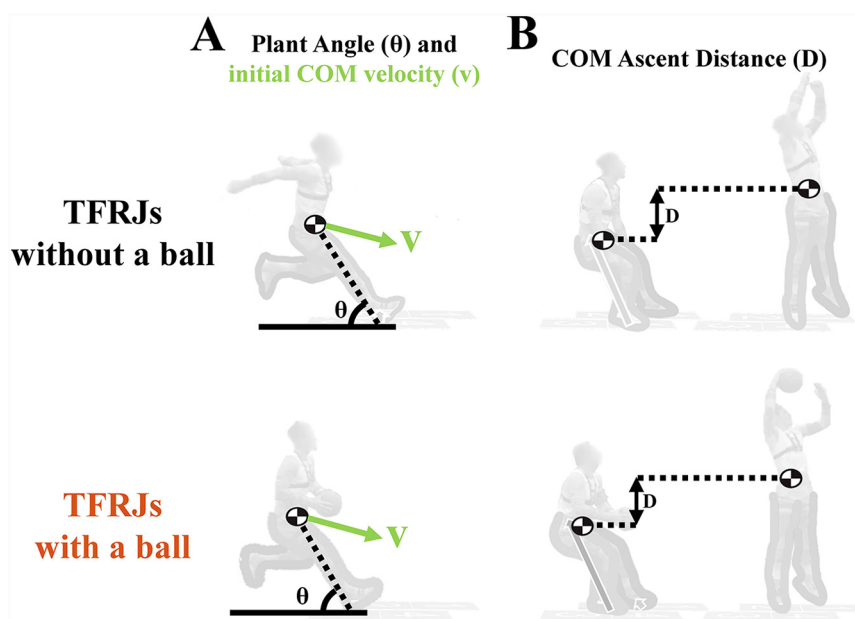 A
Plant Angle (θ) and
initial COM velocity (v)
B
COM Ascent Distance (D)
TFRJs
without a ball
v
θ
D
TFRJs
with a ball
v
θ
D